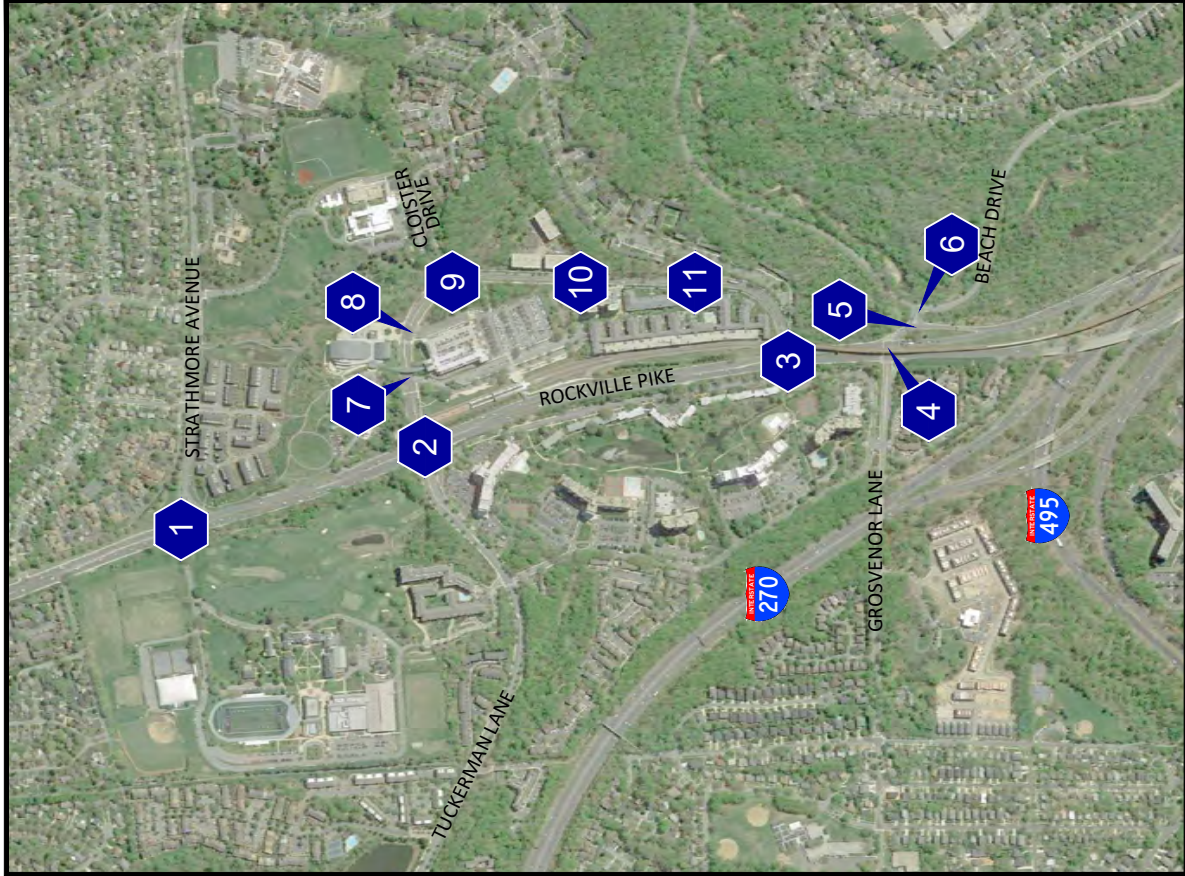 STRATHMORE AVENUE
CLOISTER
DRIVE
8
9
7
1
2
10
11
ROCKVILLE PIKE
3
5
6
4
BEACH DRIVE
GROSVENOR LANE
TUCKERMAN LANE
INTERSTATE
270
INTERSTATE
495